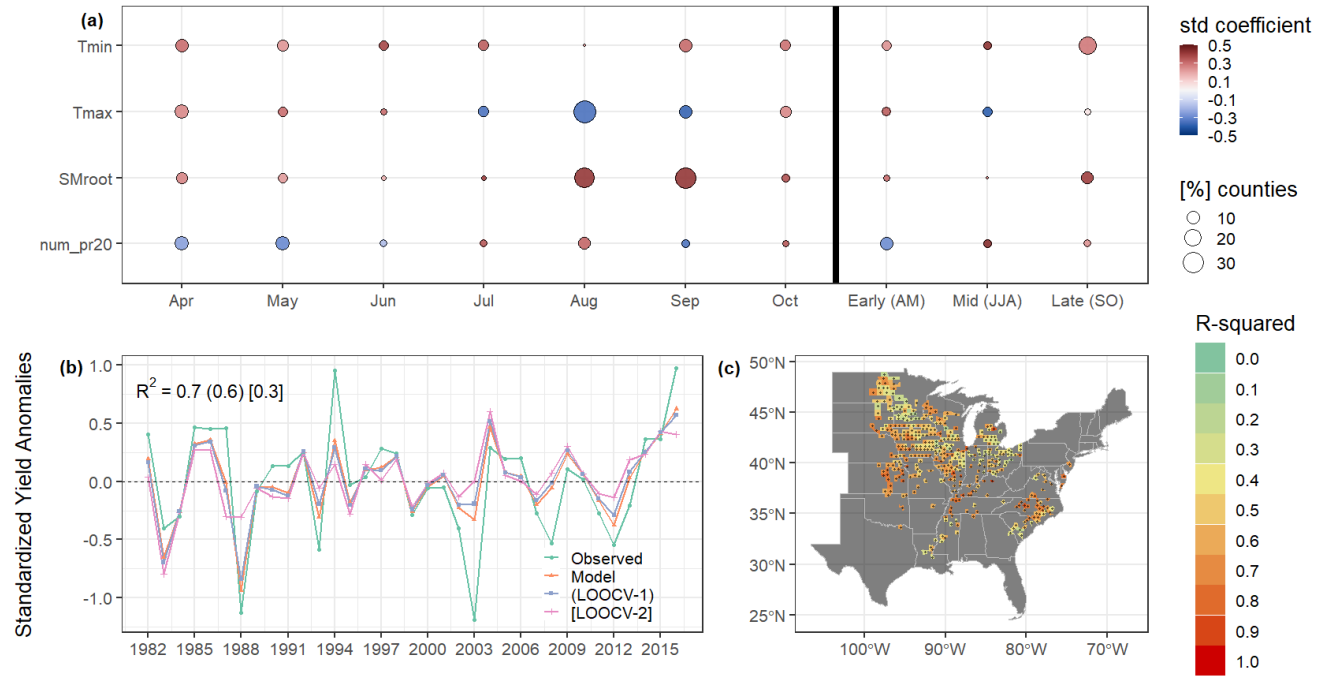 (a)
Tmin
Tmax
SMroot
num_pr20
Apr May Jun Jul Aug Sep Oct Early (AM) Mid (JJA) Late (SO)
std coefficient
0.5
0.3
0.1
-0.1
-0.3
-0.5
[%] counties
10
20
30
Standardized Yield Anomalies
(b)
R² = 0.7 (0.6) [0.3]
1.0
0.5
0.0
-0.5
-1.0
Observed
Model
(LOOCV-1)
[LOOCV-2]
1982 1985 1988 1991 1994 1997 2000 2003 2006 2009 2012 2015
(c)
50°N
45°N
40°N
35°N
30°N
25°N
100°W 90°W 80°W 70°W
R-squared
0.0
0.1
0.2
0.3
0.4
0.5
0.6
0.7
0.8
0.9
1.0